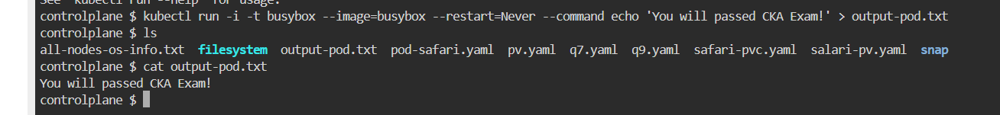 See 'kubectl run --help' for usage.
controlplane $ kubectl run -i -t busybox --image=busybox --restart=Never --command echo 'You will passed CKA Exam!' > output-pod.txt
controlplane $ ls
all-nodes-os-info.txt  filesystem  output-pod.txt  pod-safari.yaml  pv.yaml  q7.yaml  q9.yaml  safari-pvc.yaml  salari-pv.yaml  snap
controlplane $ cat output-pod.txt
You will passed CKA Exam!
controlplane $